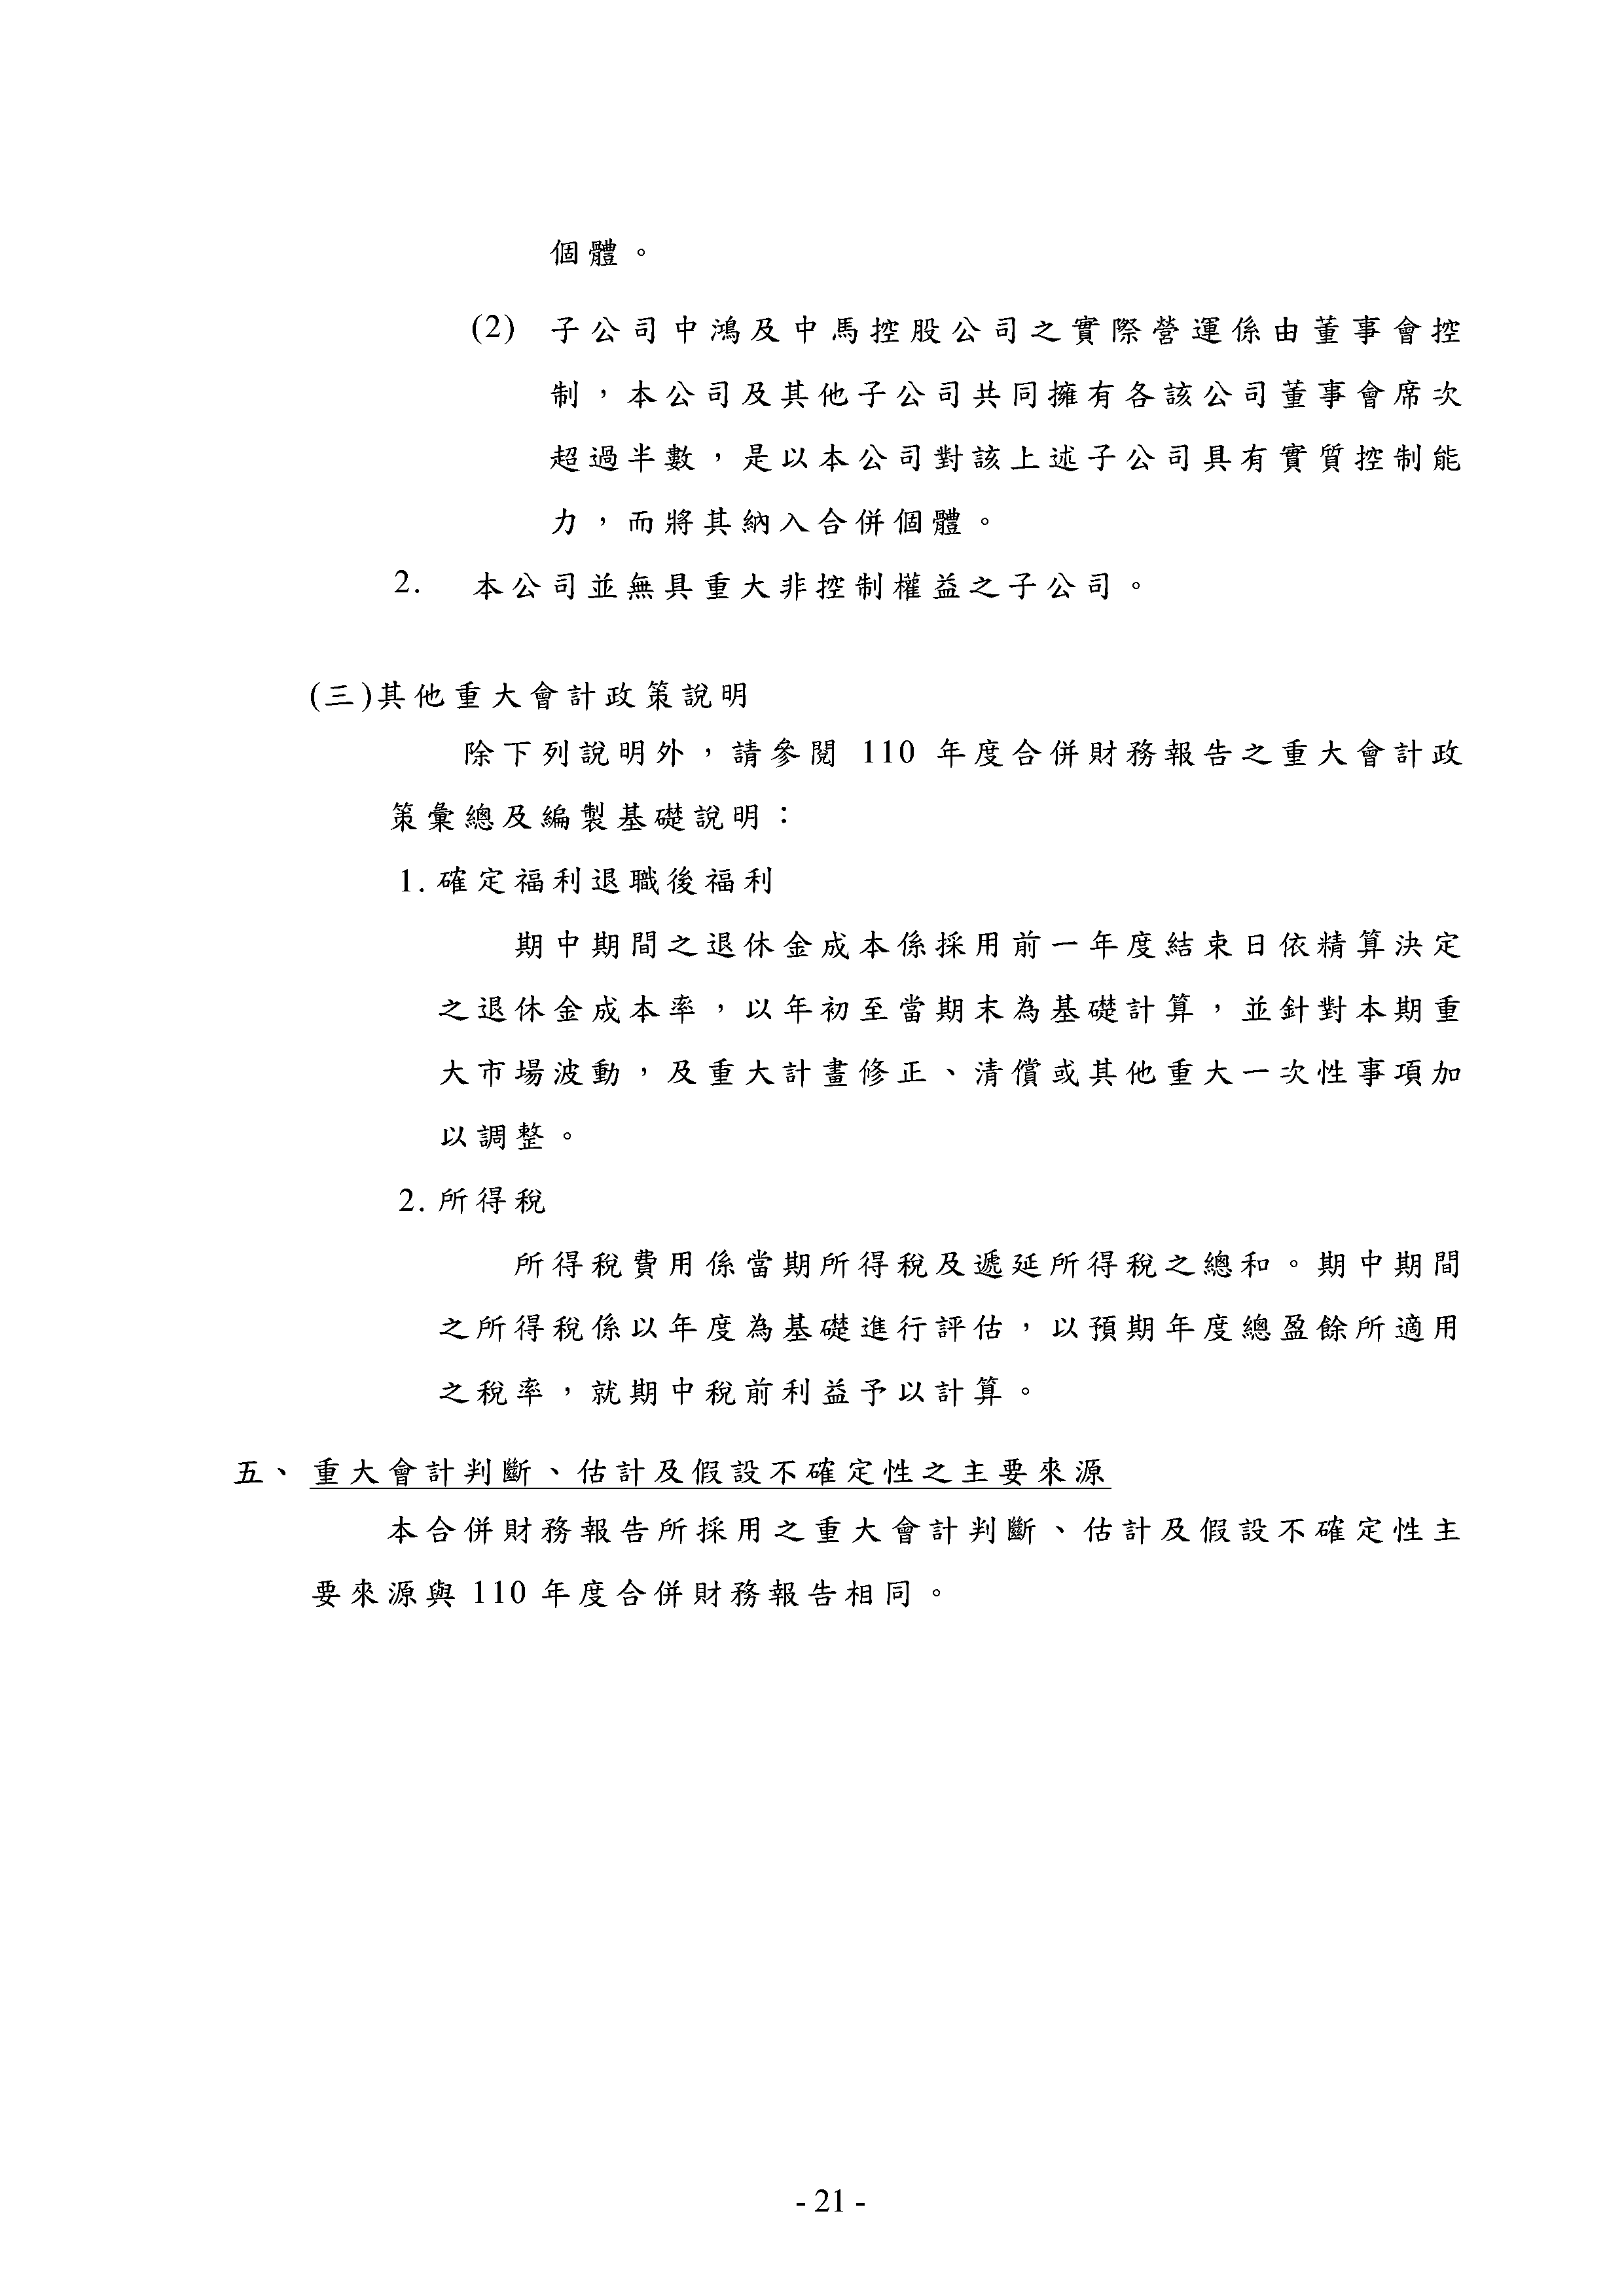 個體。
(2) 子公司中鴻及中馬控股公司之實際營運係由董事會控
制，本公司及其他子公司共同擁有各該公司董事會席次
超過半數，是以本公司對該上述子公司具有實質控制能
力，而將其納入合併個體。
2. 本公司並無具重大非控制權益之子公司。
(三)其他重大會計政策說明
除下列說明外，請參閱 110 年度合併財務報告之重大會計政
策彙總及編製基礎說明：
1. 確定福利退職後福利
期中期間之退休金成本係採用前一年度結束日依精算決定
之退休金成本率，以年初至當期末為基礎計算，並針對本期重
大市場波動，及重大計畫修正、清償或其他重大一次性事項加
以調整。
2. 所得稅
所得稅費用係當期所得稅及遞延所得稅之總和。期中期間
之所得稅係以年度為基礎進行評估，以預期年度總盈餘所適用
之稅率，就期中稅前利益予以計算。
五、重大會計判斷、估計及假設不確定性之主要來源
本合併財務報告所採用之重大會計判斷、估計及假設不確定性主
要來源與 110 年度合併財務報告相同。
- 21 -